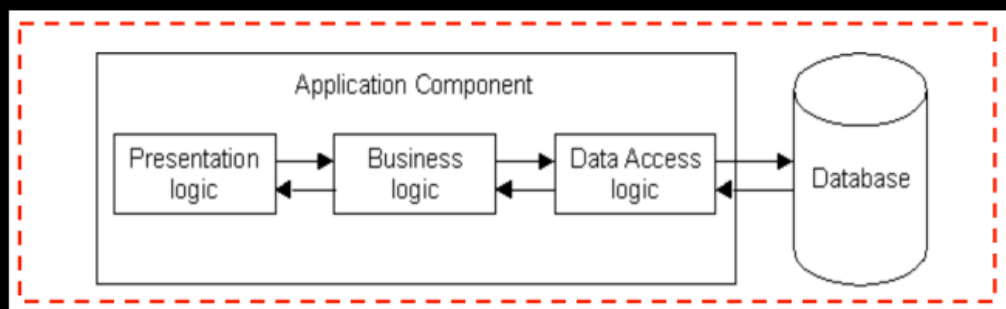 Application Component
Presentation
logic
Business
logic
Data Access
logic
Database